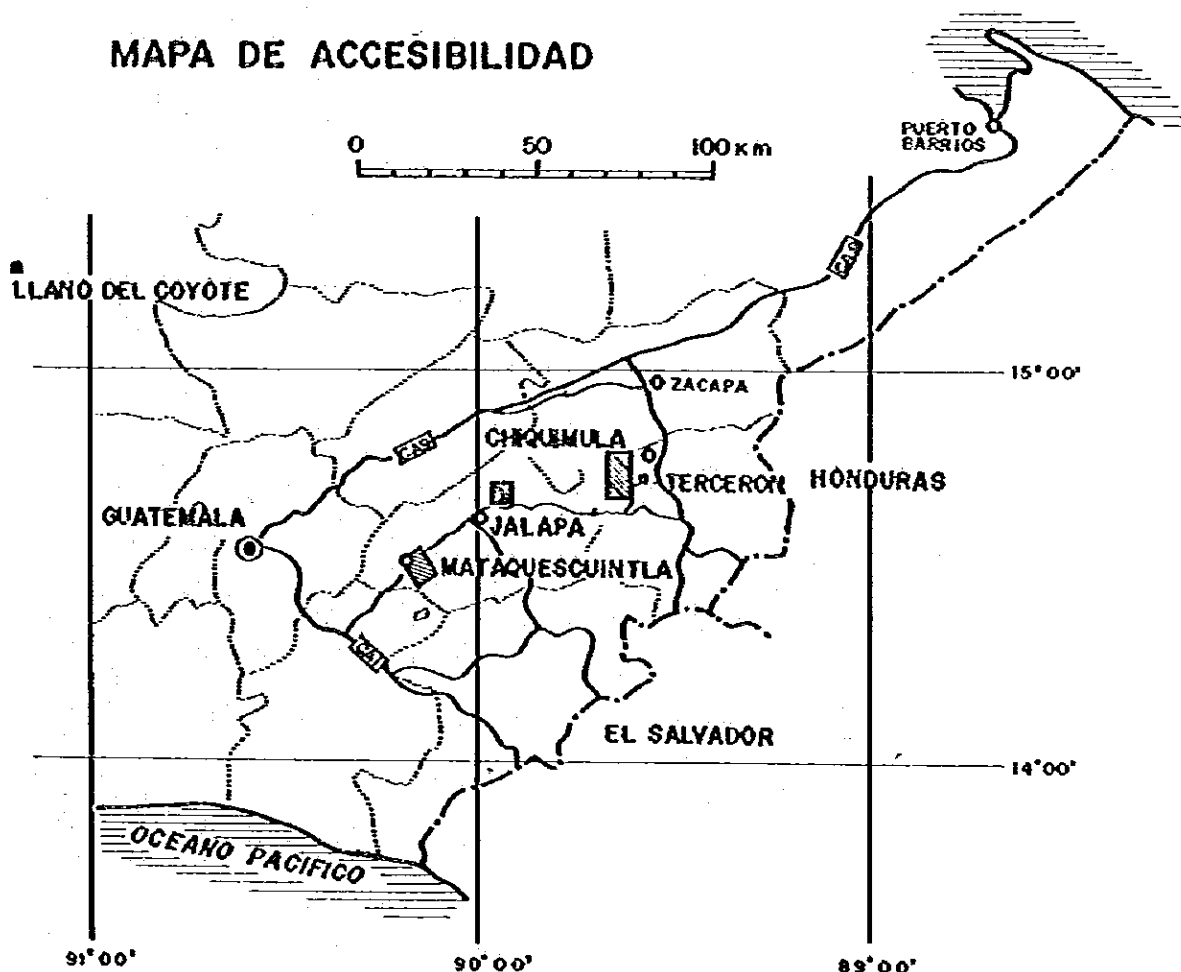 MAPA DE ACCESIBILIDAD
0 50 100 km
PUERTO
BARRIOS
CA9
LLANO DEL COYOTE
15°00'
ZACAPA
CA9
CHIQUIMULA
TERCERON
HONDURAS
GUATEMALA
JALAPA
MATAQUESCUINTLA
CA1
EL SALVADOR
14°00'
OCEANO PACIFICO
91°00' 90°00' 89°00'